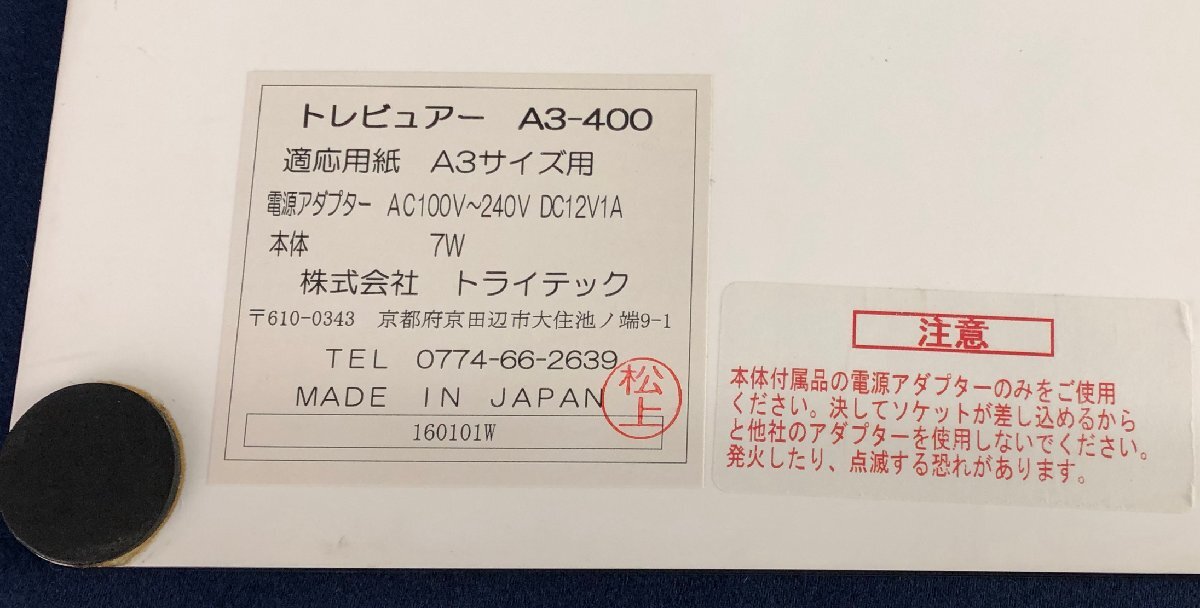 トレビュアー A3-400
適応用紙 A3サイズ用
電源アダプター AC100V～240V DC12V1A
本体 7W
株式会社 トライテック
〒610-0343 京都府京田辺市大住池ノ端9-1
TEL 0774-66-2639
MADE IN JAPAN
松上
160101W
注意
本体付属品の電源アダプターのみをご使用
ください。決してソケットが差し込めるから
と他社のアダプターを使用しないでください。
発火したり、点滅する恐れがあります。